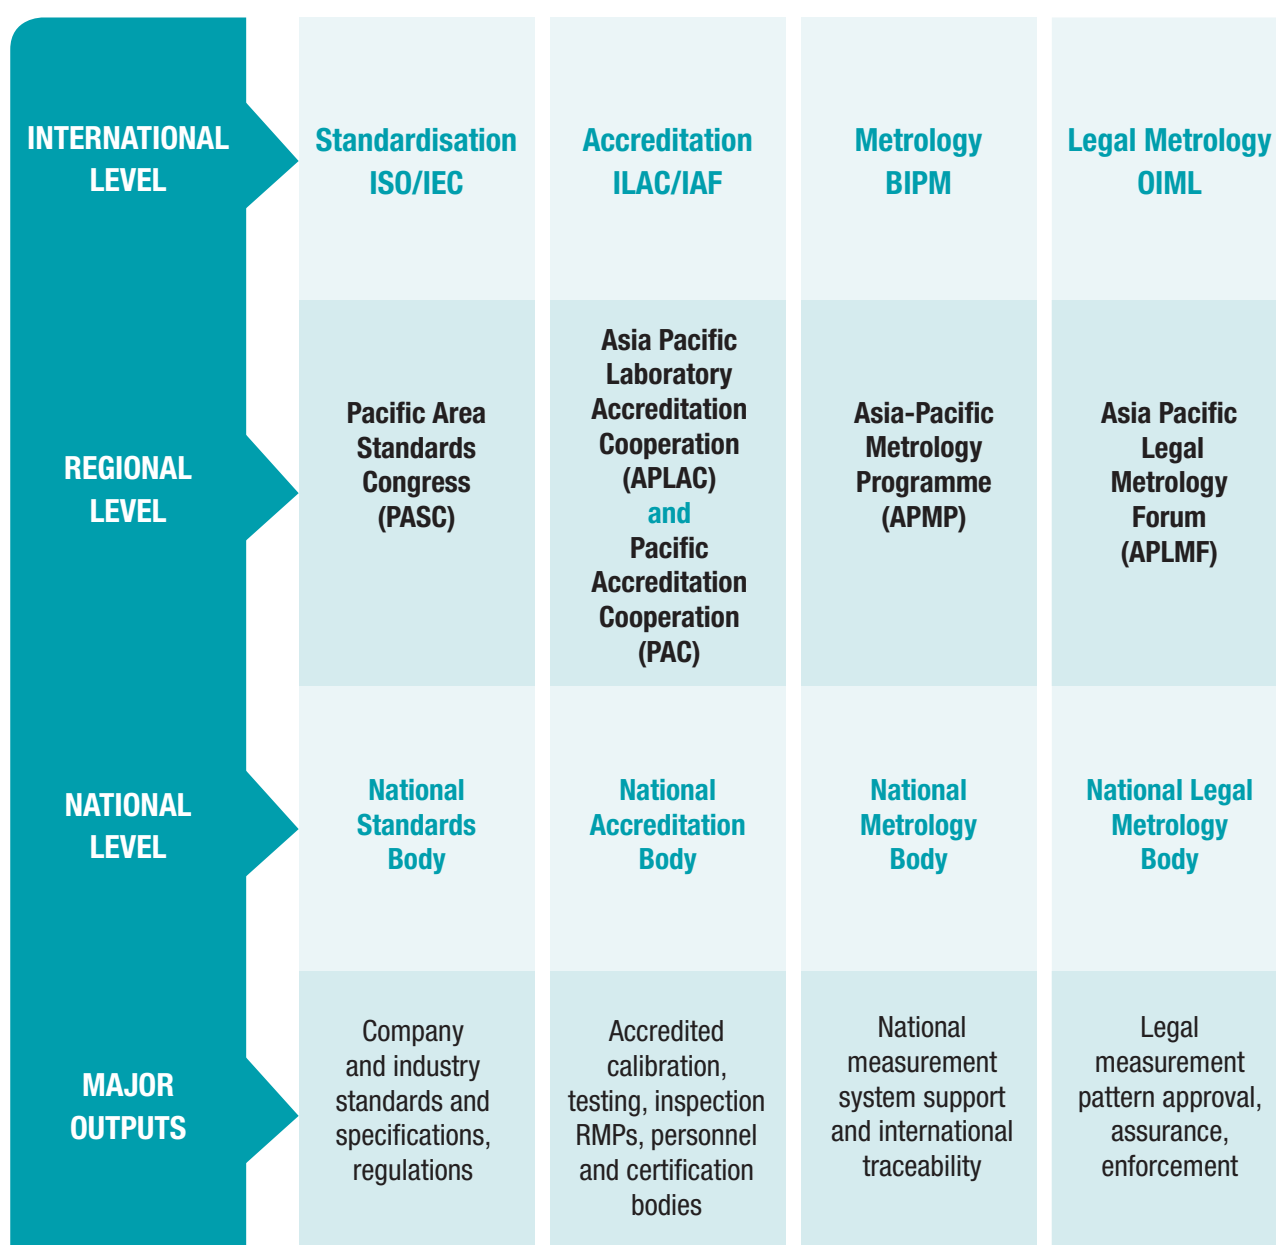 INTERNATIONAL
LEVEL
Standardisation
ISO/IEC
Accreditation
ILAC/IAF
Metrology
BIPM
Legal Metrology
OIML
REGIONAL
LEVEL
Pacific Area
Standards
Congress
(PASC)
Asia Pacific
Laboratory
Accreditation
Cooperation
(APLAC)
and
Pacific
Accreditation
Cooperation
(PAC)
Asia-Pacific
Metrology
Programme
(APMP)
Asia Pacific
Legal
Metrology
Forum
(APLMF)
NATIONAL
LEVEL
National
Standards
Body
National
Accreditation
Body
National
Metrology
Body
National Legal
Metrology
Body
MAJOR
OUTPUTS
Company
and industry
standards and
specifications,
regulations
Accredited
calibration,
testing, inspection
RMPs, personnel
and certification
bodies
National
measurement
system support
and international
traceability
Legal
measurement
pattern approval,
assurance,
enforcement